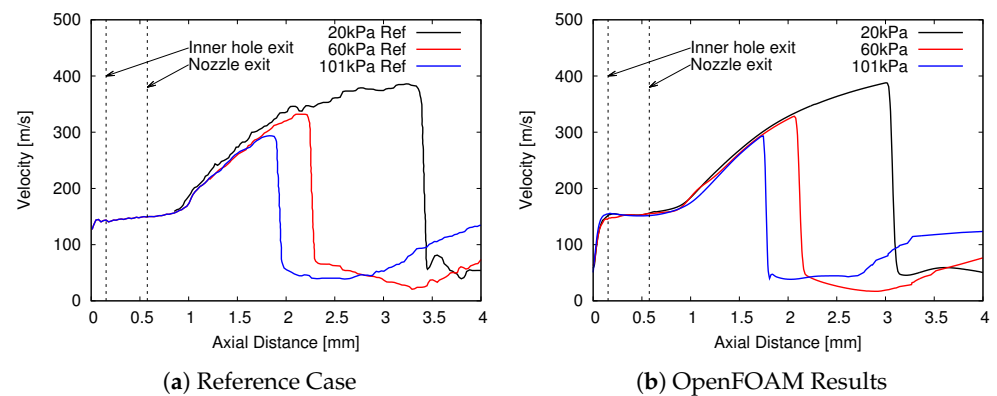 500
400
300
200
100
0
Velocity [m/s]
0 0.5 1 1.5 2 2.5 3 3.5 4
Axial Distance [mm]
20kPa Ref
60kPa Ref
101kPa Ref
Inner hole exit
Nozzle exit
(a) Reference Case
500
400
300
200
100
0
Velocity [m/s]
0 0.5 1 1.5 2 2.5 3 3.5 4
Axial Distance [mm]
20kPa
60kPa
101kPa
Inner hole exit
Nozzle exit
(b) OpenFOAM Results